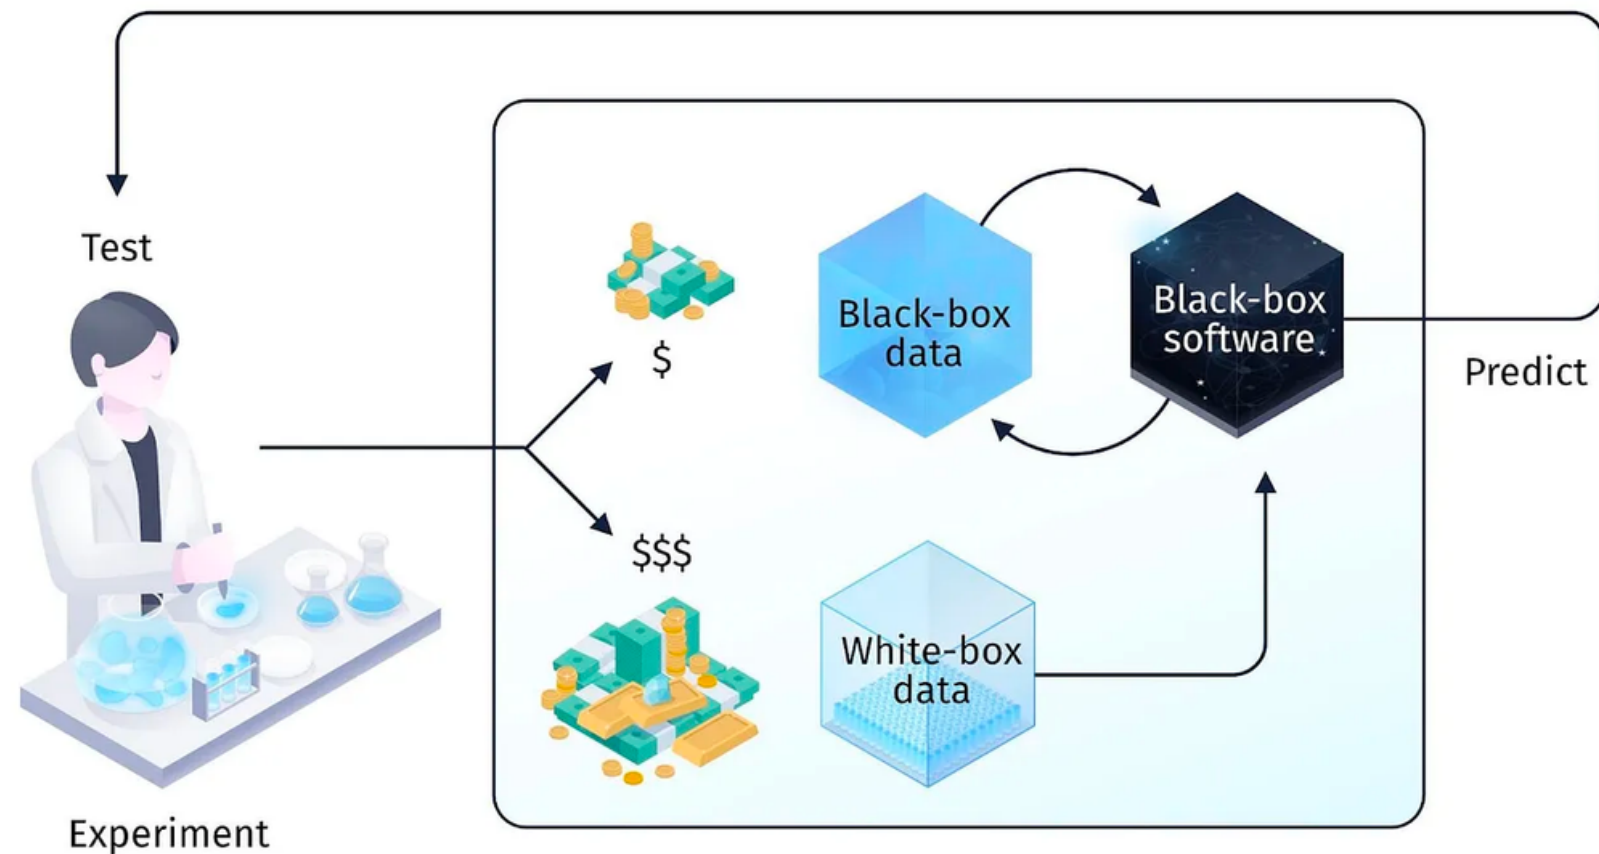 Test
$
Black-box
data
Black-box
software
Predict
$$$
White-box
data
Experiment